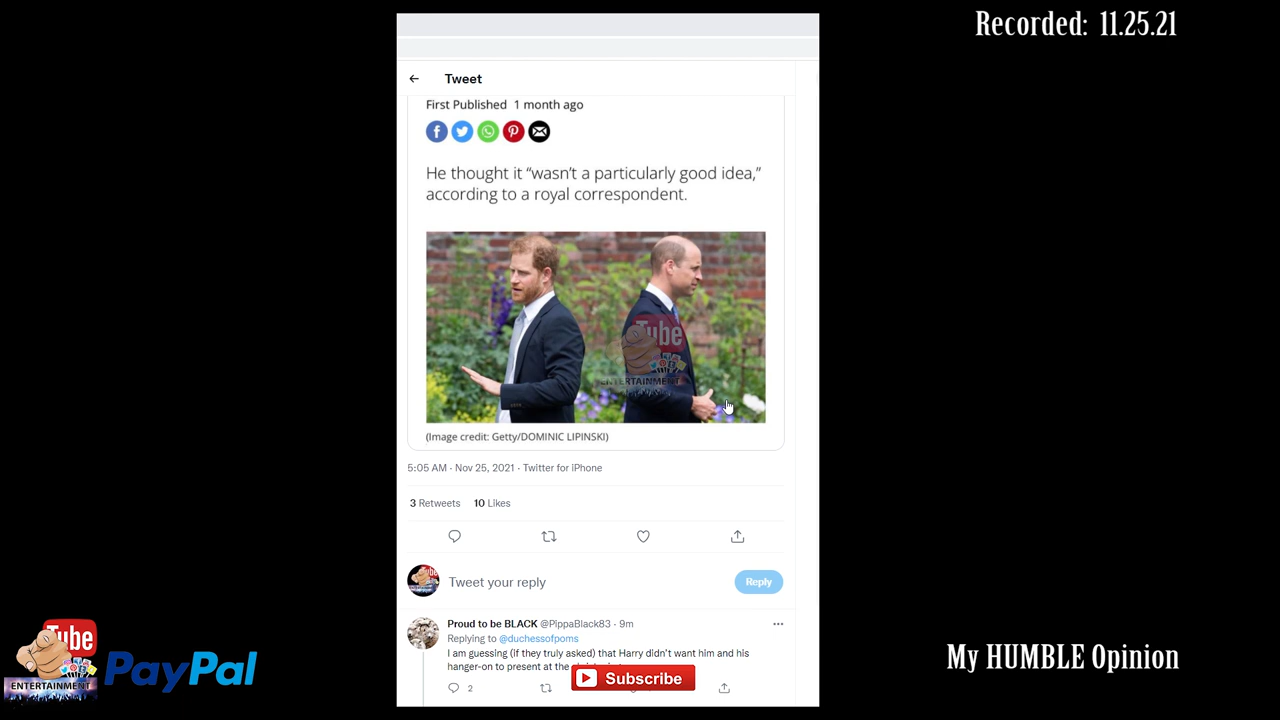 Recorded: 11.25.21
Tweet
First Published 1 month ago
He thought it “wasn’t a particularly good idea,”
according to a royal correspondent.
Tube
ENTERTAINMENT
(Image credit: Getty/DOMINIC LIPINSKI)
5:05 AM · Nov 25, 2021 · Twitter for iPhone
3 Retweets 10 Likes
Tweet your reply
Reply
Proud to be BLACK @PippaBlack83 · 9m
Replying to @duchessofpoms
I am guessing (if they truly asked) that Harry didn't want him and his
hanger-on to present at the
2
Subscribe
Tube
ENTERTAINMENT
PayPal
My HUMBLE Opinion